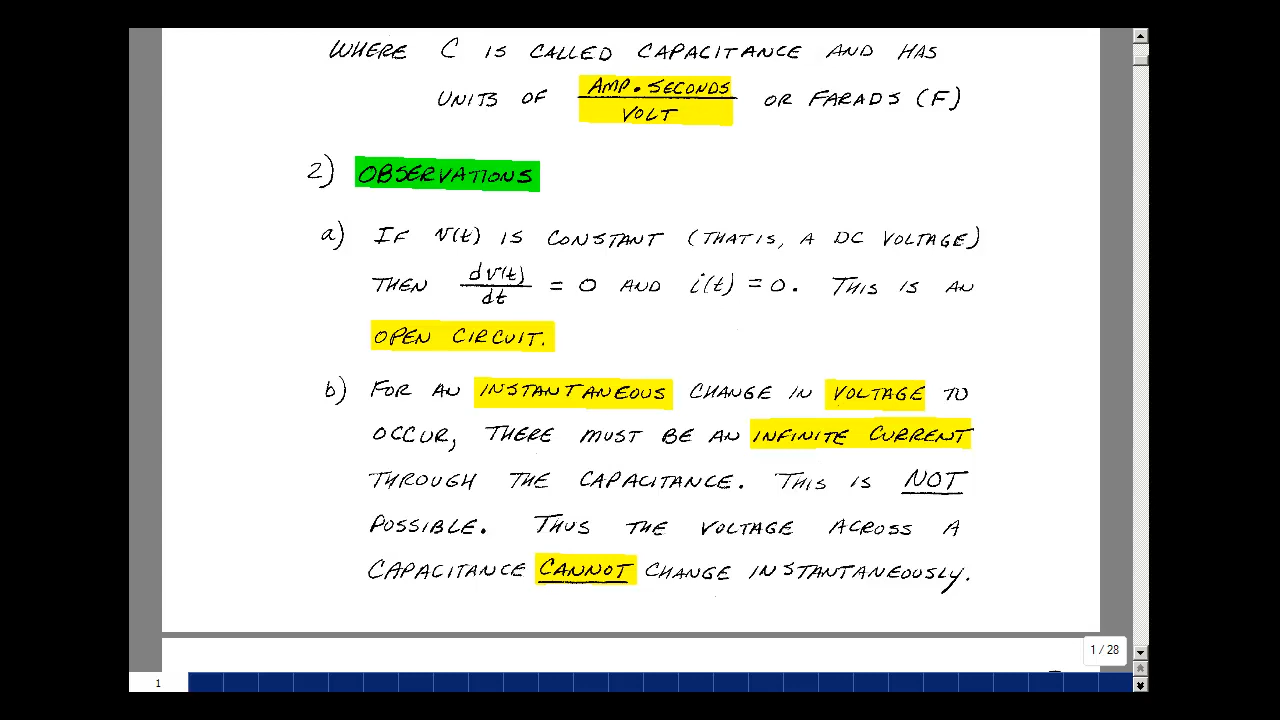 WHERE C IS CALLED CAPACITANCE AND HAS
UNITS OF AMP. SECONDS / VOLT OR FARADS (F)
2) OBSERVATIONS
a) IF v(t) IS CONSTANT (THAT IS, A DC VOLTAGE)
THEN dv(t)/dt = 0 AND i(t) = 0. THIS IS AN
OPEN CIRCUIT.
b) FOR AN INSTANTANEOUS CHANGE IN VOLTAGE TO
OCCUR, THERE MUST BE AN INFINITE CURRENT
THROUGH THE CAPACITANCE. THIS IS NOT
POSSIBLE. THUS THE VOLTAGE ACROSS A
CAPACITANCE CANNOT CHANGE INSTANTANEOUSLY.
1 / 28
1